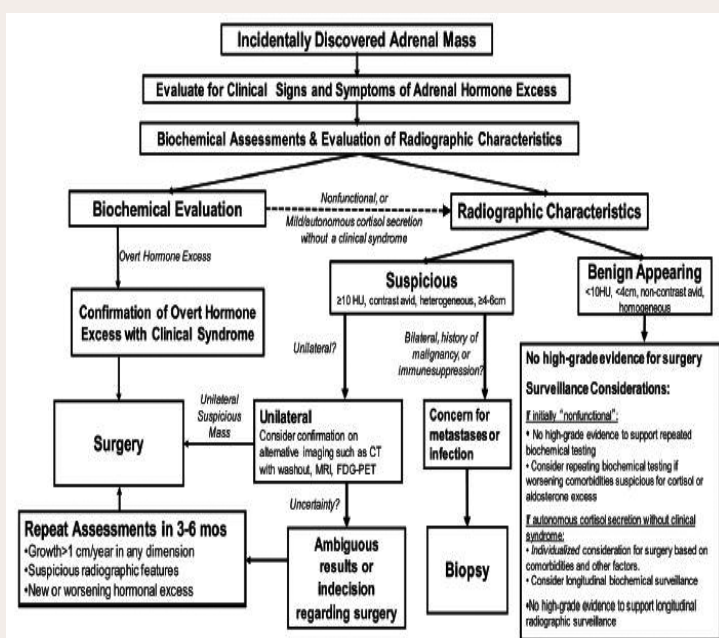 Incidentally Discovered Adrenal Mass
Evaluate for Clinical Signs and Symptoms of Adrenal Hormone Excess
Biochemical Assessments & Evaluation of Radiographic Characteristics
Biochemical Evaluation
Nonfunctional, or
Mild/autonomous cortisol secretion
without a clinical syndrome
Radiographic Characteristics
Overt Hormone Excess
Suspicious
≥10 HU, contrast avid, heterogeneous, ≥4-6cm
Benign Appearing
<10HU, <4cm, non-contrast avid,
homogeneous
Confirmation of Overt Hormone
Excess with Clinical Syndrome
Unilateral?
Bilateral, history of
malignancy, or
immunesuppression?
No high-grade evidence for surgery
Surveillance Considerations:
If initially "nonfunctional":
• No high-grade evidence to support repeated
biochemical testing
• Consider repeating biochemical testing if
worsening comorbidities suspicious for cortisol or
aldosterone excess
If autonomous cortisol secretion without clinical
syndrome:
• Individualized consideration for surgery based on
comorbidities and other factors.
• Consider longitudinal biochemical surveillance
•No high-grade evidence to support longitudinal
radiographic surveillance
Surgery
Unilateral
Suspicious
Mass
Unilateral
Consider confirmation on
alternative imaging such as CT
with washout, MRI, FDG-PET
Concern for
metastases or
infection
Uncertainty?
Repeat Assessments in 3-6 mos
•Growth>1 cm/year in any dimension
•Suspicious radiographic features
•New or worsening hormonal excess
Ambiguous
results or
indecision
regarding surgery
Biopsy